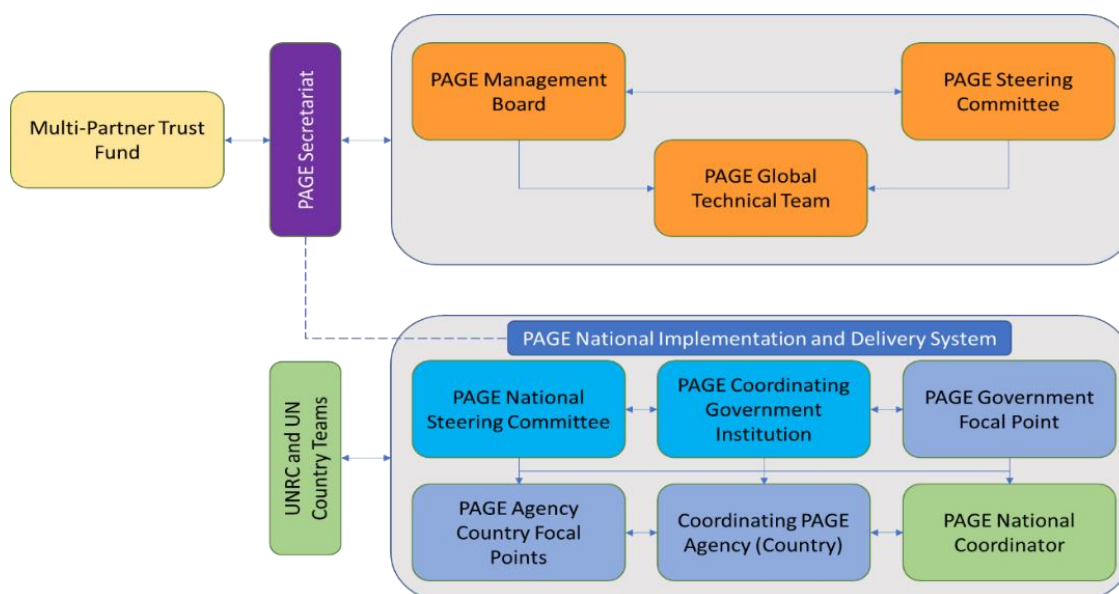 Multi-Partner Trust
Fund
PAGE Secretariat
PAGE Management
Board
PAGE Steering
Committee
PAGE Global
Technical Team
PAGE National Implementation and Delivery System
UNRC and UN
Country Teams
PAGE National
Steering Committee
PAGE Coordinating
Government
Institution
PAGE Government
Focal Point
PAGE Agency
Country Focal
Points
Coordinating PAGE
Agency (Country)
PAGE National
Coordinator